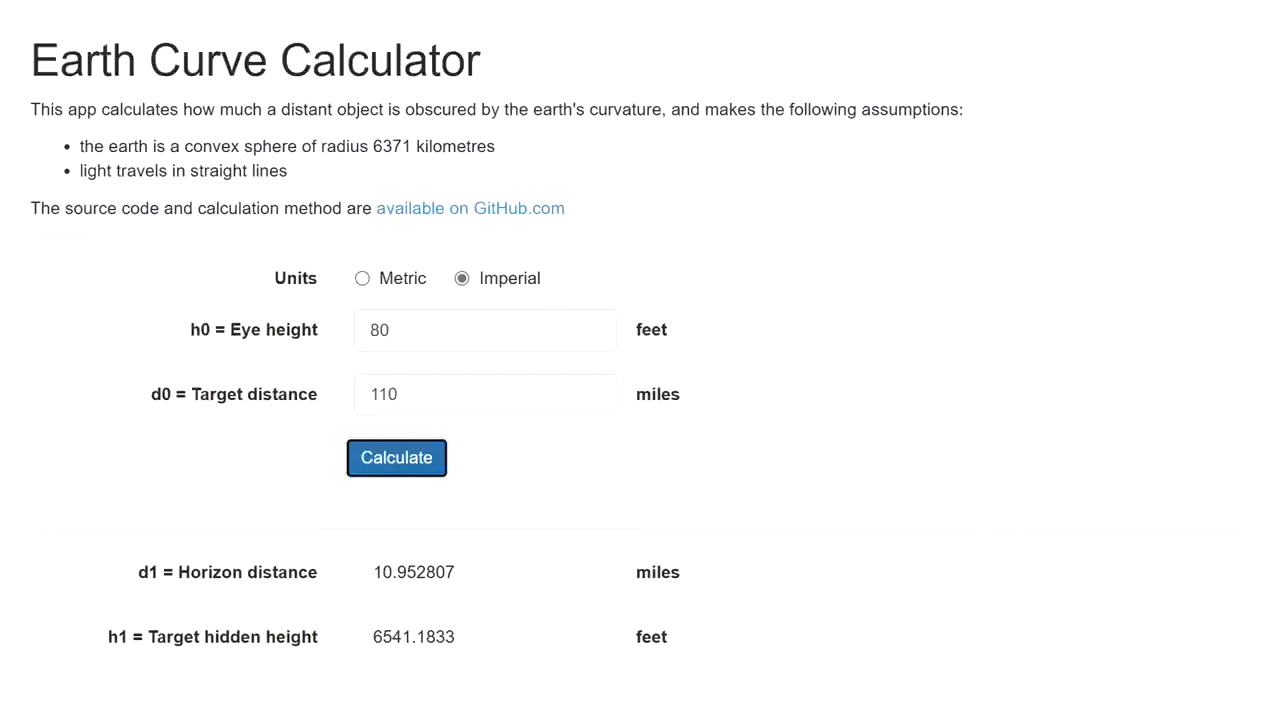 Earth Curve Calculator
This app calculates how much a distant object is obscured by the earth's curvature, and makes the following assumptions:
• the earth is a convex sphere of radius 6371 kilometres
• light travels in straight lines
The source code and calculation method are available on GitHub.com
Units Metric Imperial
h0 = Eye height 80 feet
d0 = Target distance 110 miles
Calculate
d1 = Horizon distance 10.952807 miles
h1 = Target hidden height 6541.1833 feet